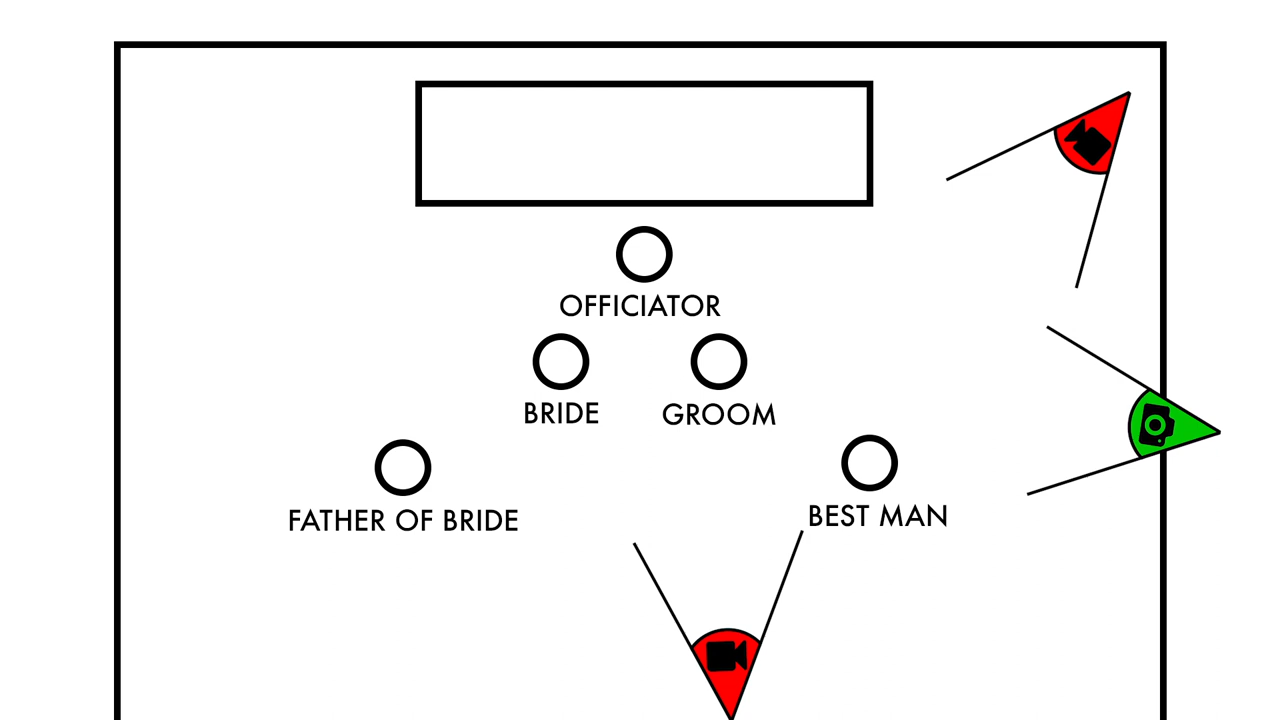 OFFICIATOR
BRIDE
GROOM
FATHER OF BRIDE
BEST MAN